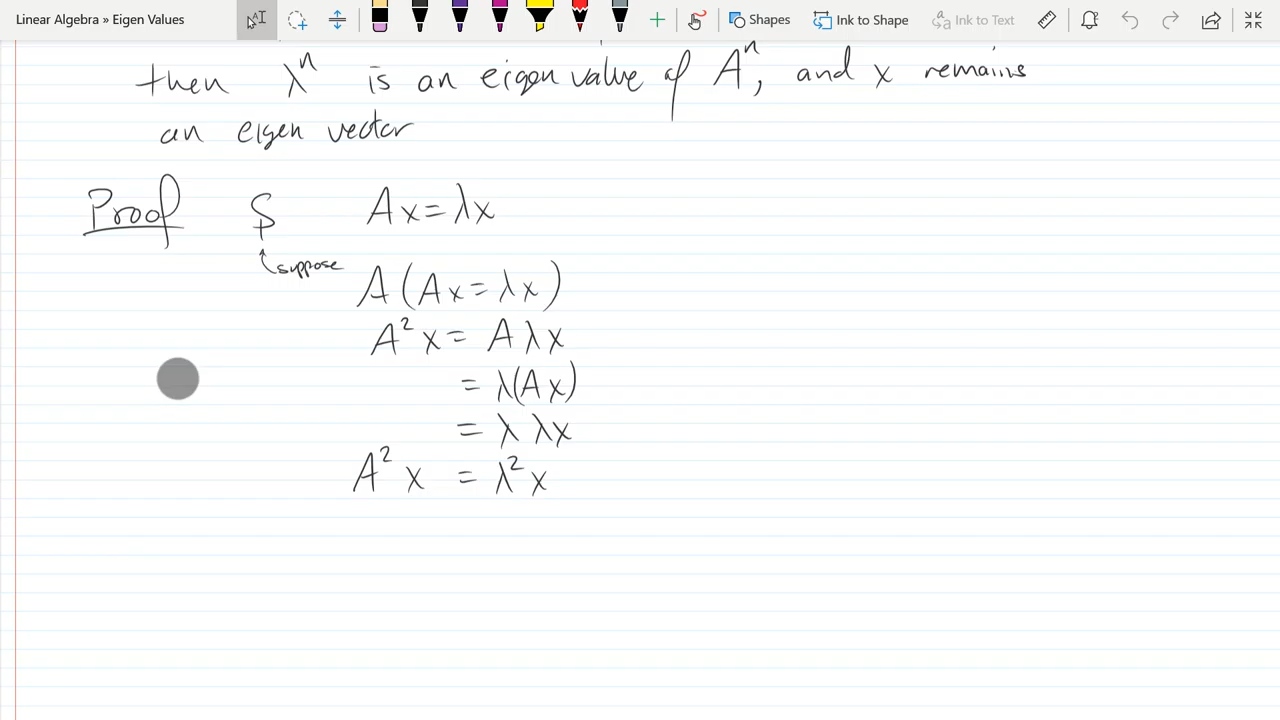 Linear Algebra » Eigen Values
Shapes
Ink to Shape
Ink to Text
then λⁿ is an eigen value of Aⁿ, and x remains
an eigen vector
Proof S Ax = λx
suppose
A(Ax = λx)
A²x = Aλx
= λ(Ax)
= λ λx
A²x = λ²x